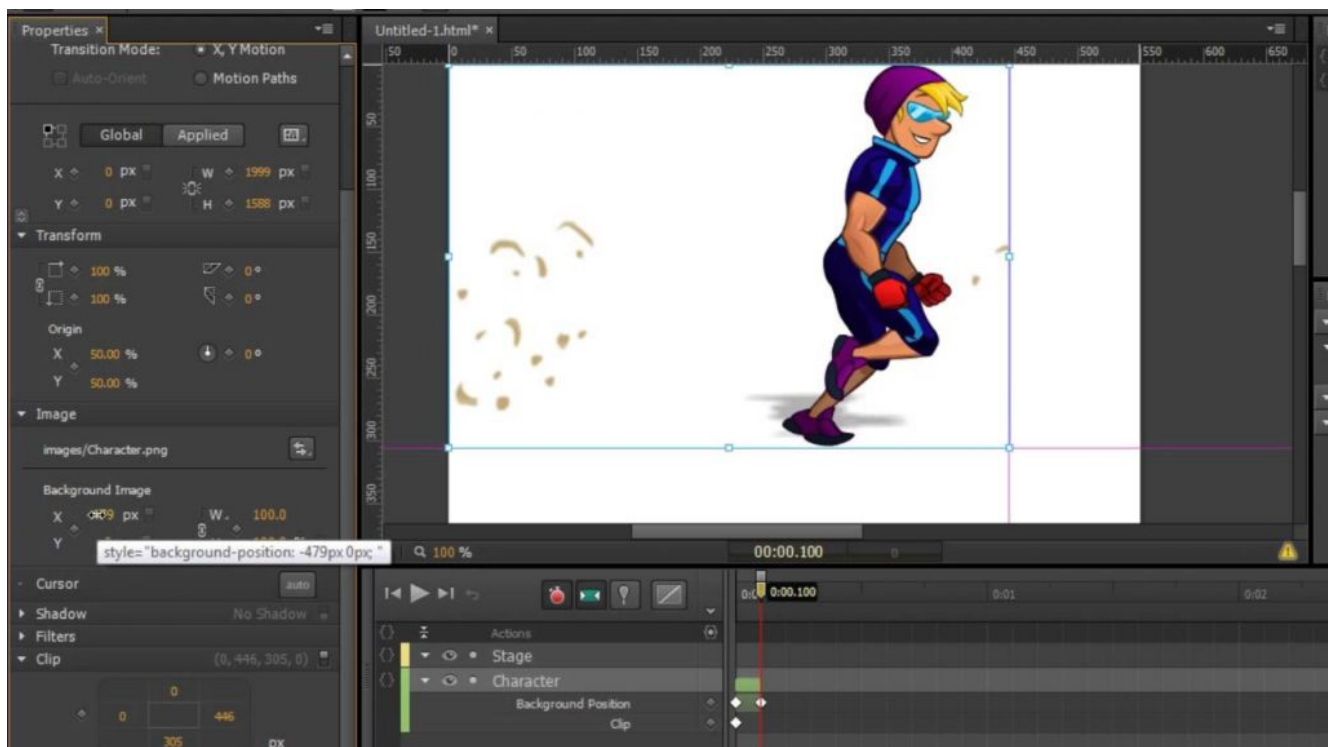 Properties ×
Transition Mode: X, Y Motion
Auto-Orient Motion Paths
Global Applied
X 0 px W 1999 px
Y 0 px H 1588 px
Transform
100 % 0°
100 % 0°
Origin
X 50.00 % 0°
Y 50.00 %
Image
images/Character.png
Background Image
X px W. 100.0
Y
style="background-position: -479px 0px; "
Cursor auto
Shadow No Shadow
Filters
Clip (0, 446, 305, 0)
0
0 446
305 px
Untitled-1.html* ×
50 0 50 100 150 200 250 300 350 400 450 500 550 600 650
50
100
150
200
250
300
350
100 % 00:00.100 0
0:00.100 0:01 0:02
Actions
Stage
Character
Background Position
Clip